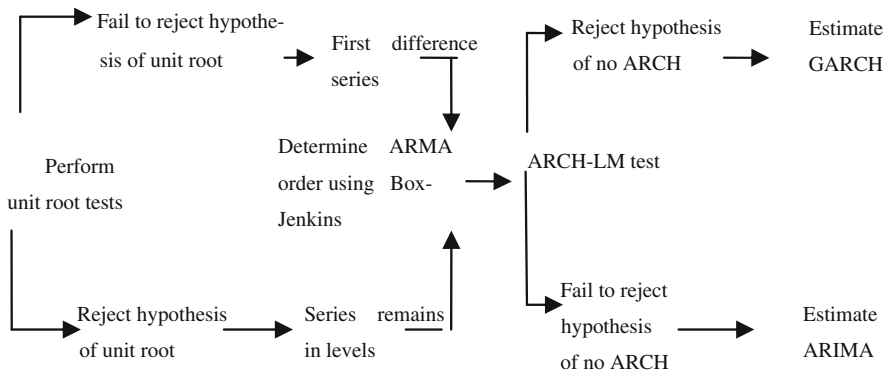 Fail to reject hypothe-
sis of unit root
First difference
series
Reject hypothesis
of no ARCH
Estimate
GARCH
Perform
unit root tests
Determine ARMA
order using Box-
Jenkins
ARCH-LM test
Reject hypothesis
of unit root
Series remains
in levels
Fail to reject
hypothesis
of no ARCH
Estimate
ARIMA